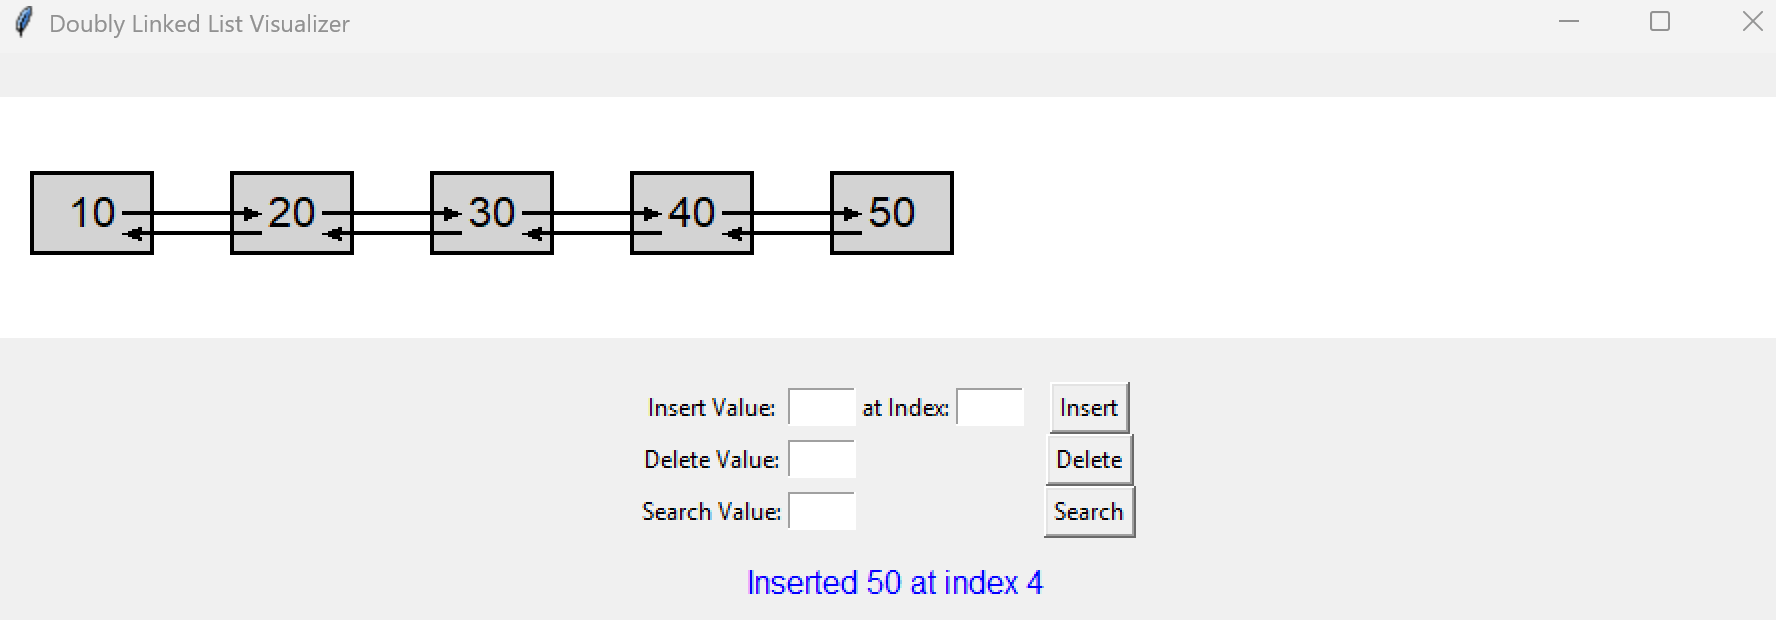 Doubly Linked List Visualizer
10 20 30 40 50
Insert Value: at Index: Insert
Delete Value: Delete
Search Value: Search
Inserted 50 at index 4